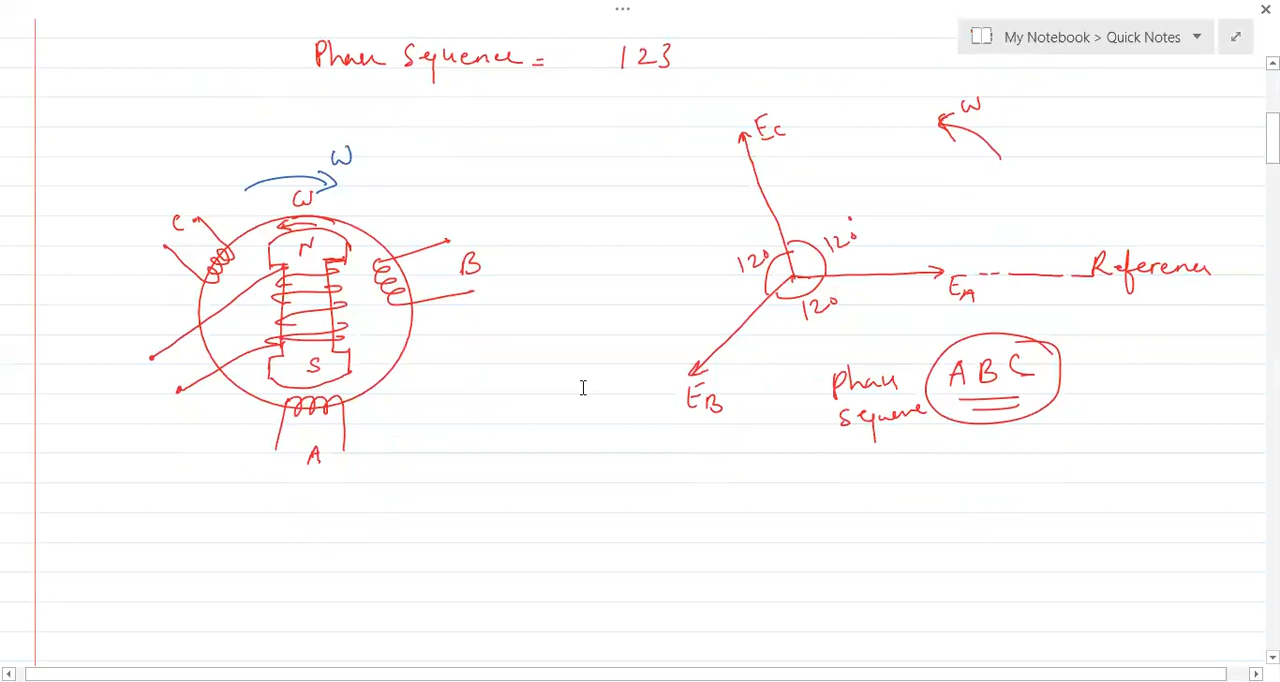 My Notebook > Quick Notes
Phase Sequence = 123
W
W
C
N
B
S
A
W
EC
120°
120
120
EA
Reference
EB
Phase
Sequence
ABC